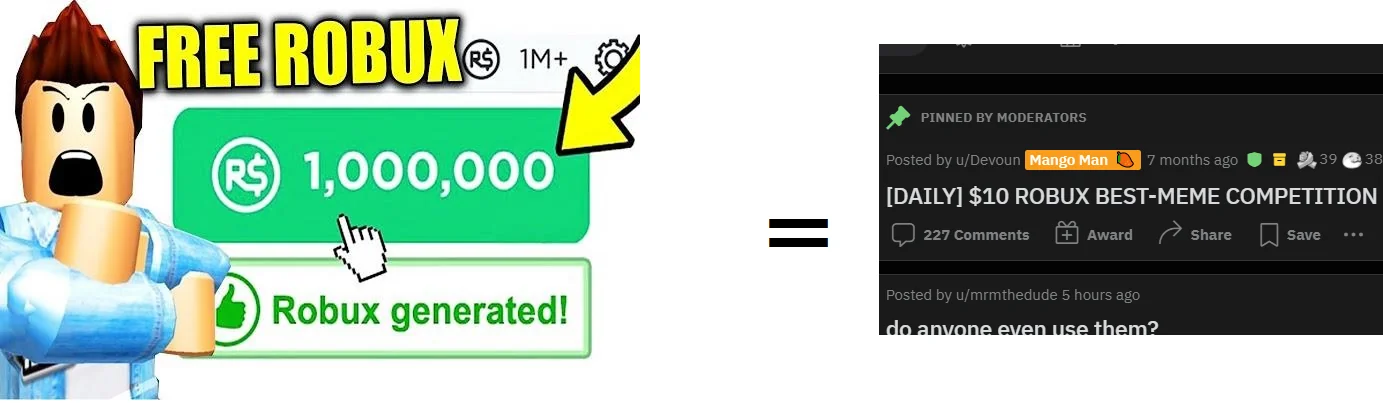 FREE ROBUX
R$ 1M+
R$ 1,000,000
Robux generated!
=
PINNED BY MODERATORS
Posted by u/Devoun Mango Man 7 months ago 39 38
[DAILY] $10 ROBUX BEST-MEME COMPETITION
227 Comments Award Share Save ...
Posted by u/mrmthedude 5 hours ago
do anyone even use them?